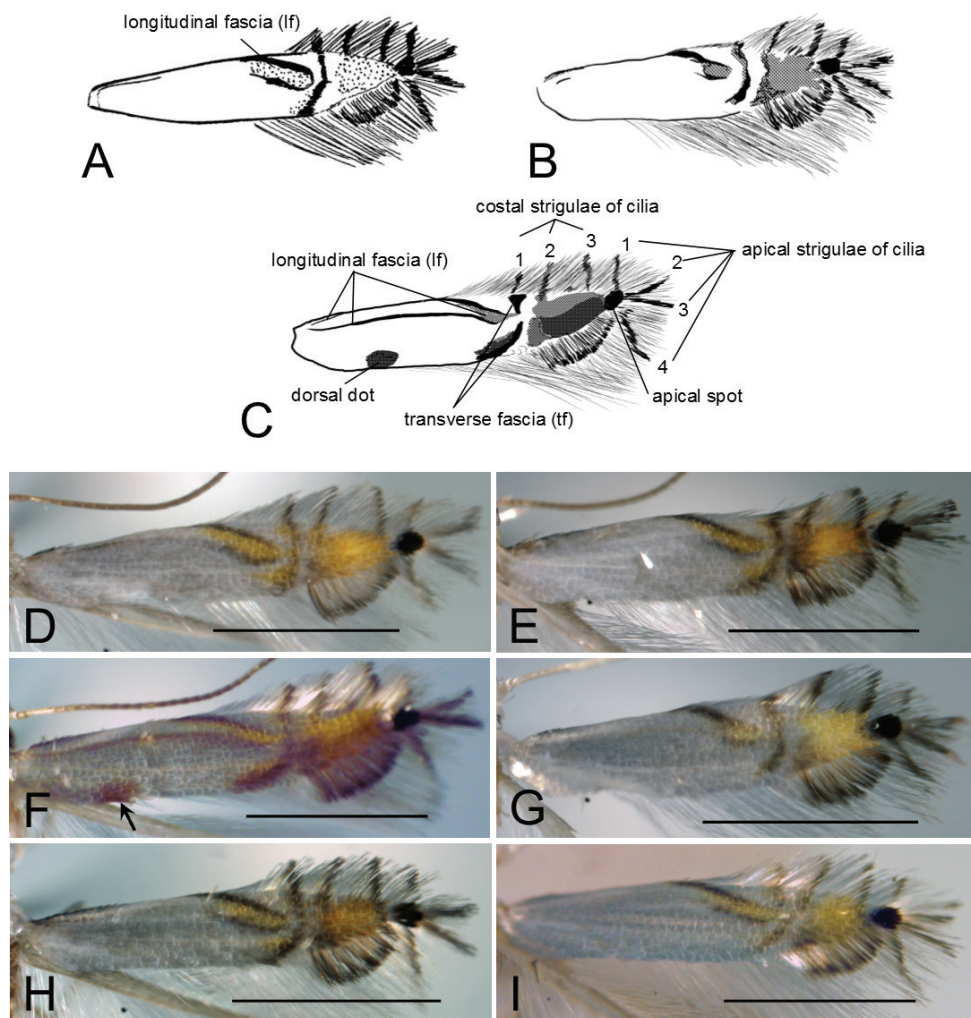 longitudinal fascia (lf)
A
B
costal strigulae of cilia
1 2 3 1
apical strigulae of cilia
2
3
4
longitudinal fascia (lf)
dorsal dot
apical spot
C
transverse fascia (tf)
D
E
F
G
H
I